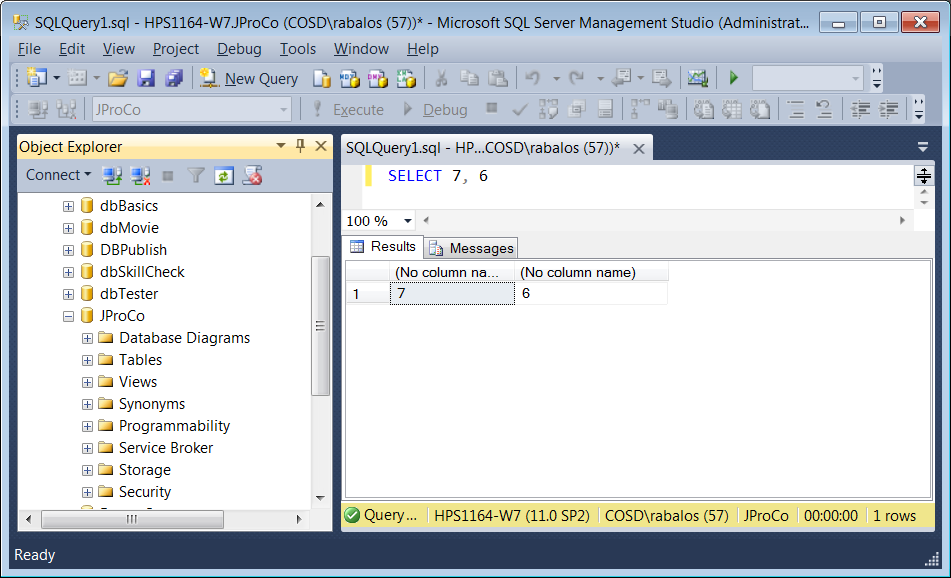 SQLQuery1.sql - HPS1164-W7.JProCo (COSD\rabalos (57))* - Microsoft SQL Server Management Studio (Administrat...
File Edit View Project Debug Tools Window Help
New Query
JProCo Execute Debug
Object Explorer
Connect
dbBasics
dbMovie
DBPublish
dbSkillCheck
dbTester
JProCo
Database Diagrams
Tables
Views
Synonyms
Programmability
Service Broker
Storage
Security
SQLQuery1.sql - HP...COSD\rabalos (57))*
SELECT 7, 6
100 %
Results Messages
(No column na... (No column name)
1 7 6
Query... HPS1164-W7 (11.0 SP2) COSD\rabalos (57) JProCo 00:00:00 1 rows
Ready